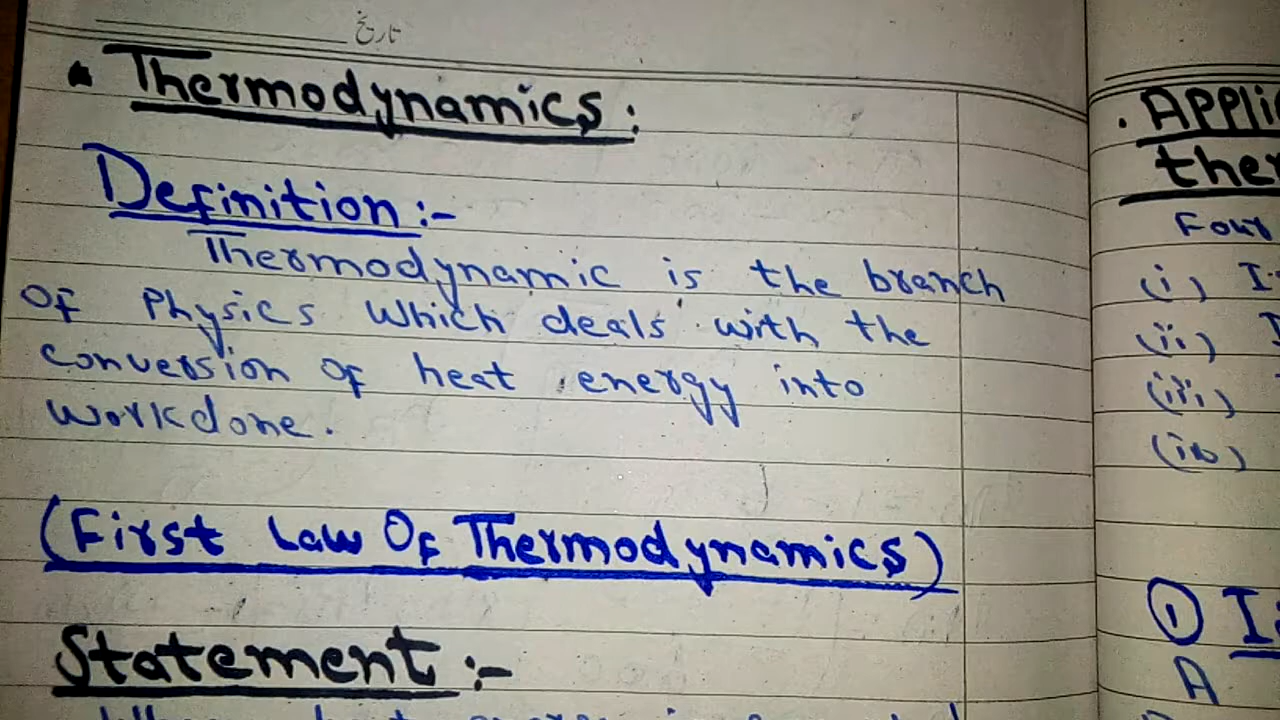 تاریخ
Thermodynamics:
Definition:-
Thermodynamic is the branch
of Physics which deals with the
conversion of heat energy into
workdone.
(First Law Of Thermodynamics)
Statement:-
. Appli
ther
Four
(i) I
(ii)
(iii)
(iv)
① I
A